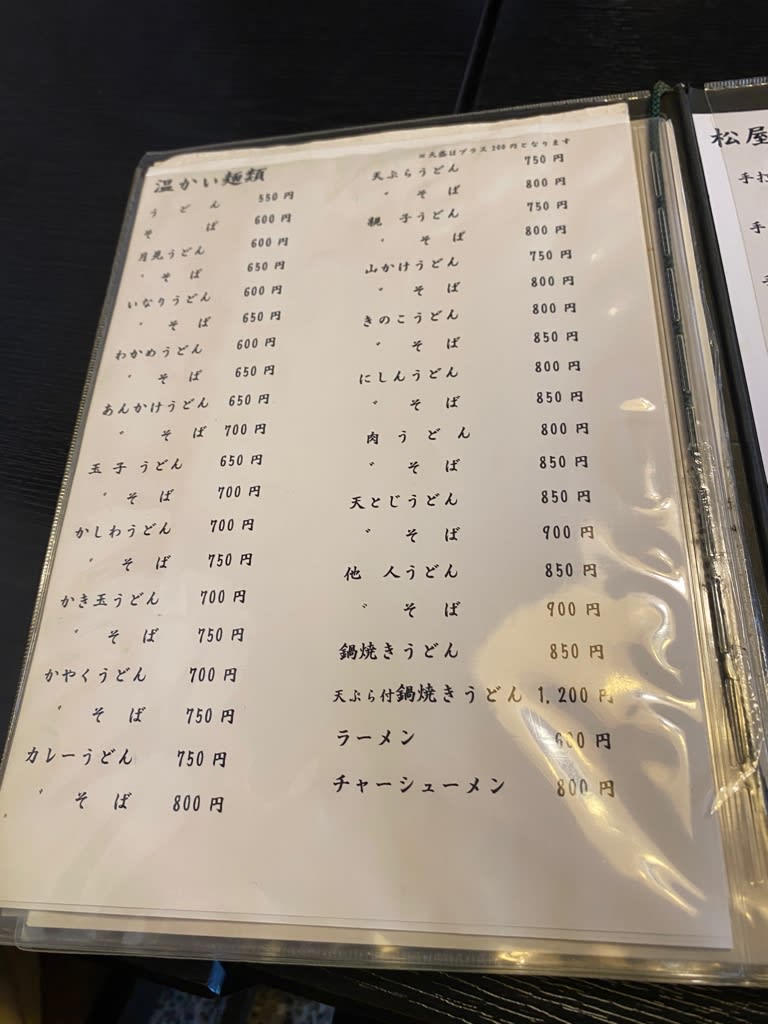 温かい麺類
うどん 550円
そば 600円
月見うどん 600円
〃 そば 650円
いなりうどん 600円
〃 そば 650円
わかめうどん 600円
〃 そば 650円
あんかけうどん 650円
〃 そば 700円
玉子うどん 650円
〃 そば 700円
かしわうどん 700円
〃 そば 750円
かき玉うどん 700円
〃 そば 750円
かやくうどん 700円
〃 そば 750円
カレーうどん 750円
〃 そば 800円
※大盛はプラス200円となります
天ぷらうどん 750円
〃 そば 800円
親子うどん 750円
〃 そば 800円
山かけうどん 750円
〃 そば 800円
きのこうどん 800円
〃 そば 850円
にしんうどん 800円
〃 そば 850円
肉うどん 800円
〃 そば 850円
天とじうどん 850円
〃 そば 900円
他人うどん 850円
〃 そば 900円
鍋焼きうどん 850円
天ぷら付鍋焼きうどん 1,200円
ラーメン 600円
チャーシューメン 800円
松屋
手打
手